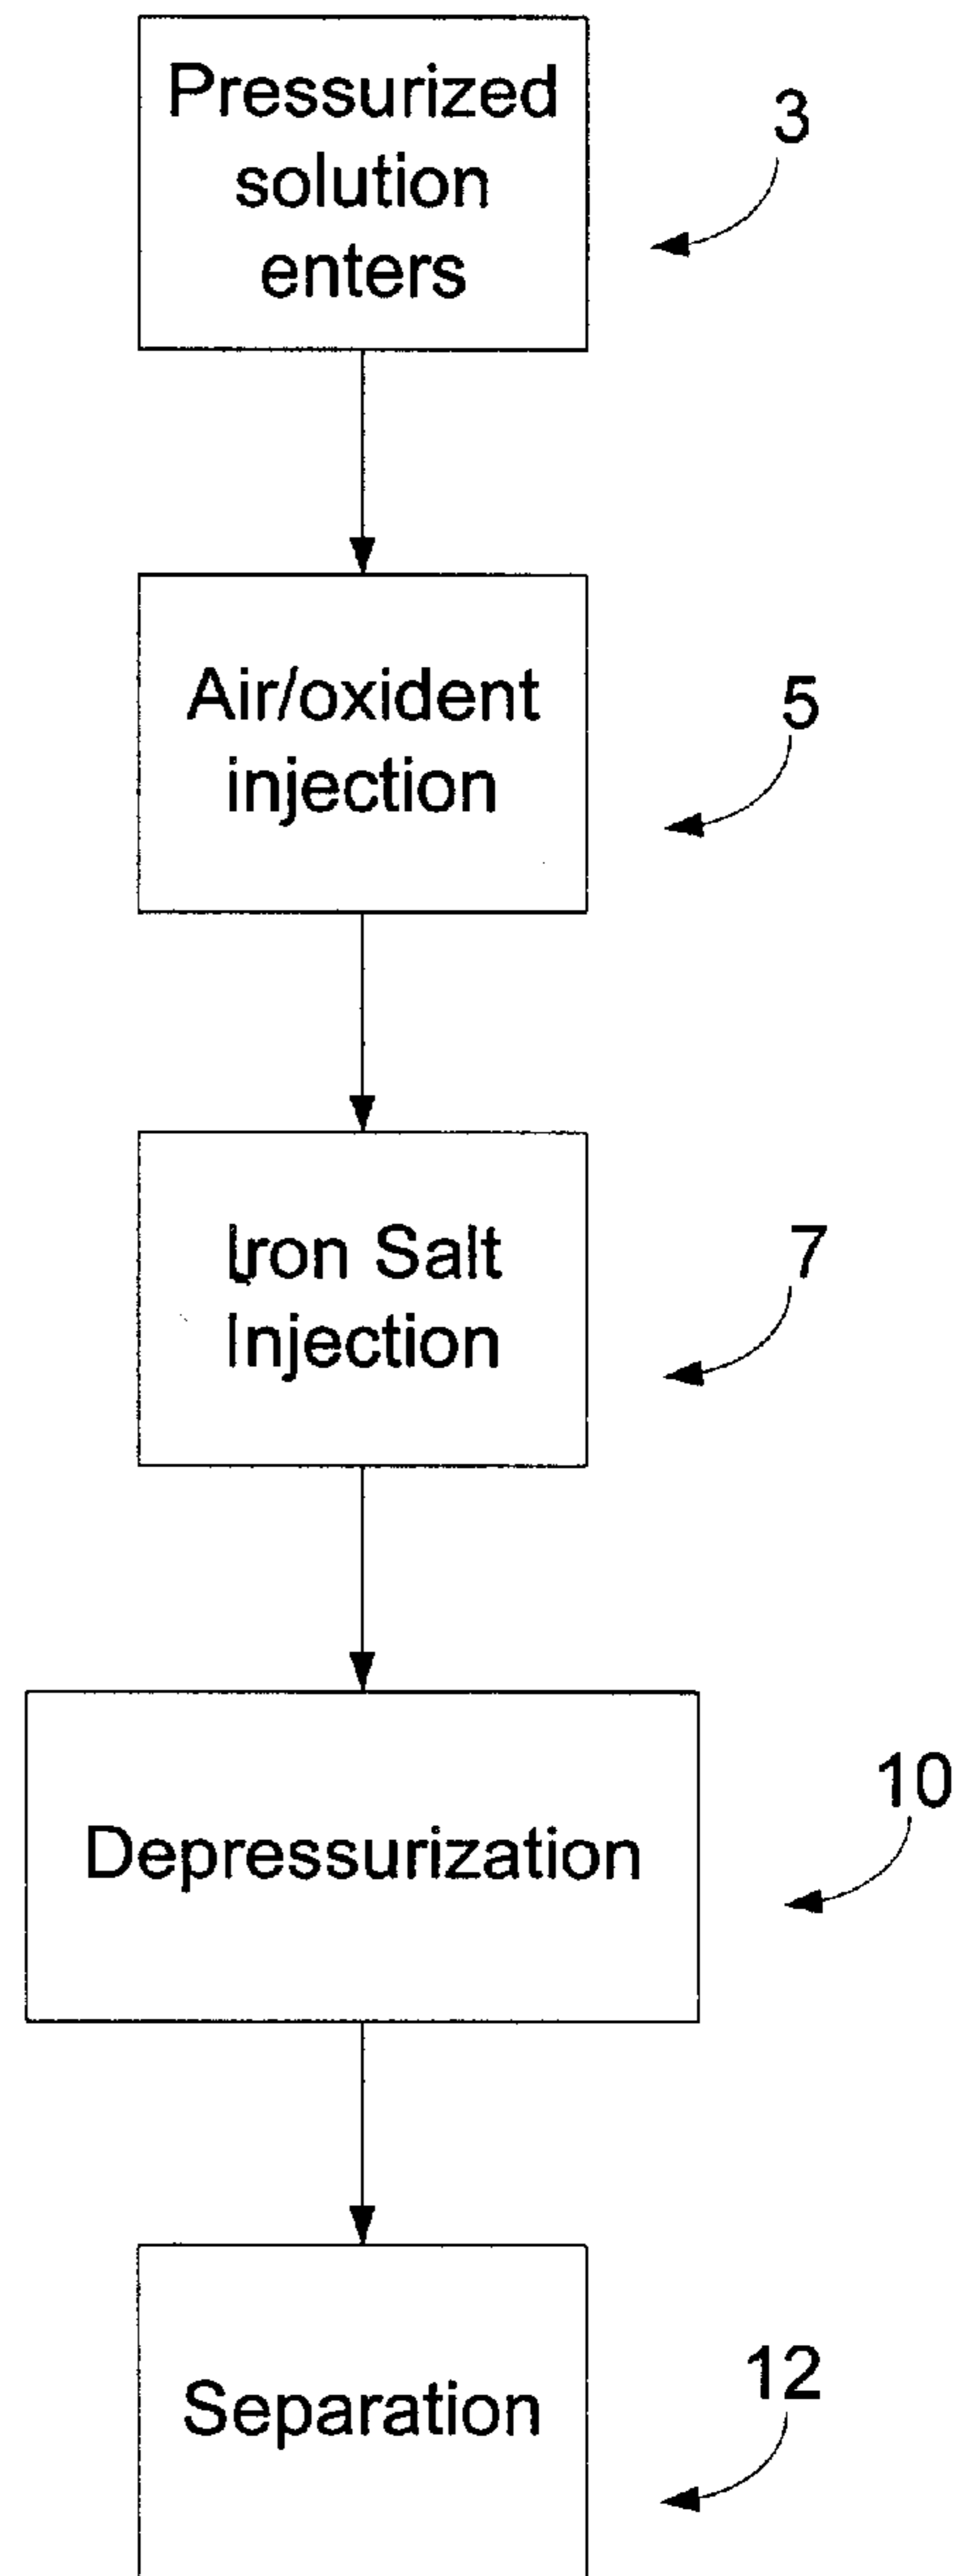 Pressurized
solution
enters
3
Air/oxident
injection
5
Iron Salt
Injection
7
Depressurization
10
Separation
12